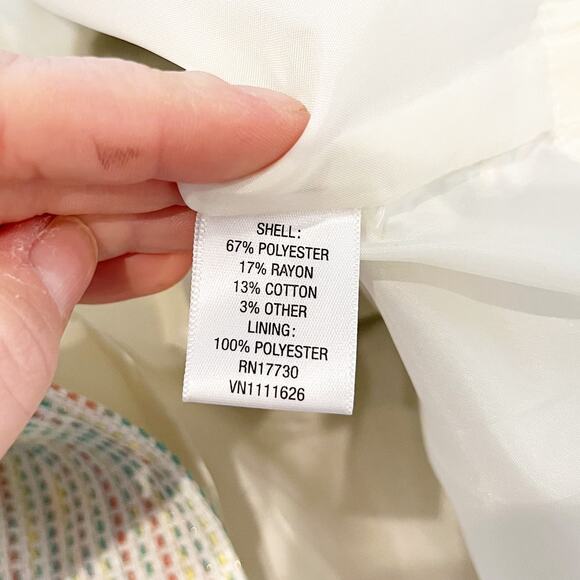 SHELL:
67% POLYESTER
17% RAYON
13% COTTON
3% OTHER
LINING:
100% POLYESTER
RN17730
VN1111626